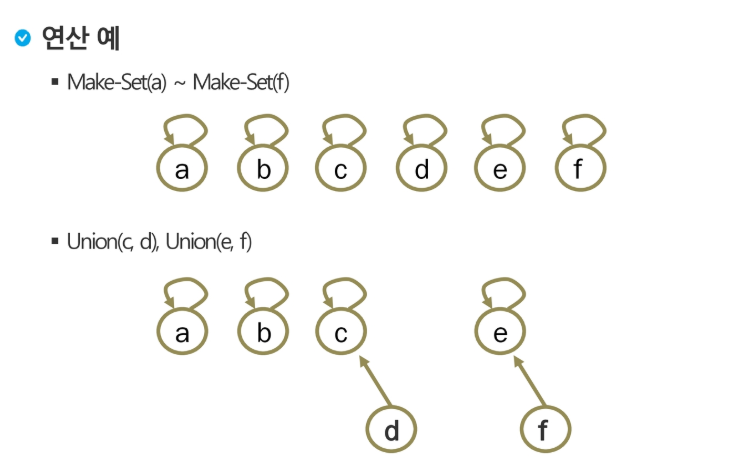 연산 예
▪ Make-Set(a) ~ Make-Set(f)
a b c d e f
▪ Union(c, d), Union(e, f)
a b c e
d f